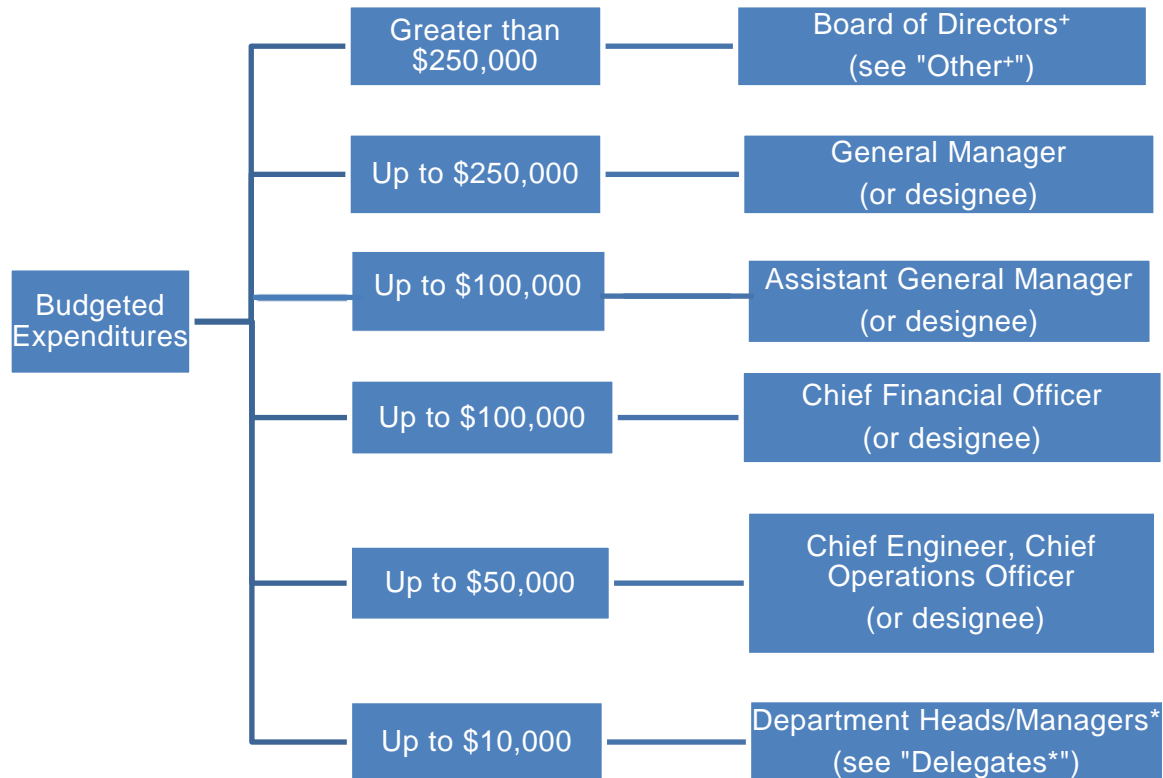 Greater than
$250,000
Board of Directors⁺
(see "Other⁺")
Up to $250,000
General Manager
(or designee)
Budgeted
Expenditures
Up to $100,000
Assistant General Manager
(or designee)
Up to $100,000
Chief Financial Officer
(or designee)
Up to $50,000
Chief Engineer, Chief
Operations Officer
(or designee)
Up to $10,000
Department Heads/Managers*
(see "Delegates*")